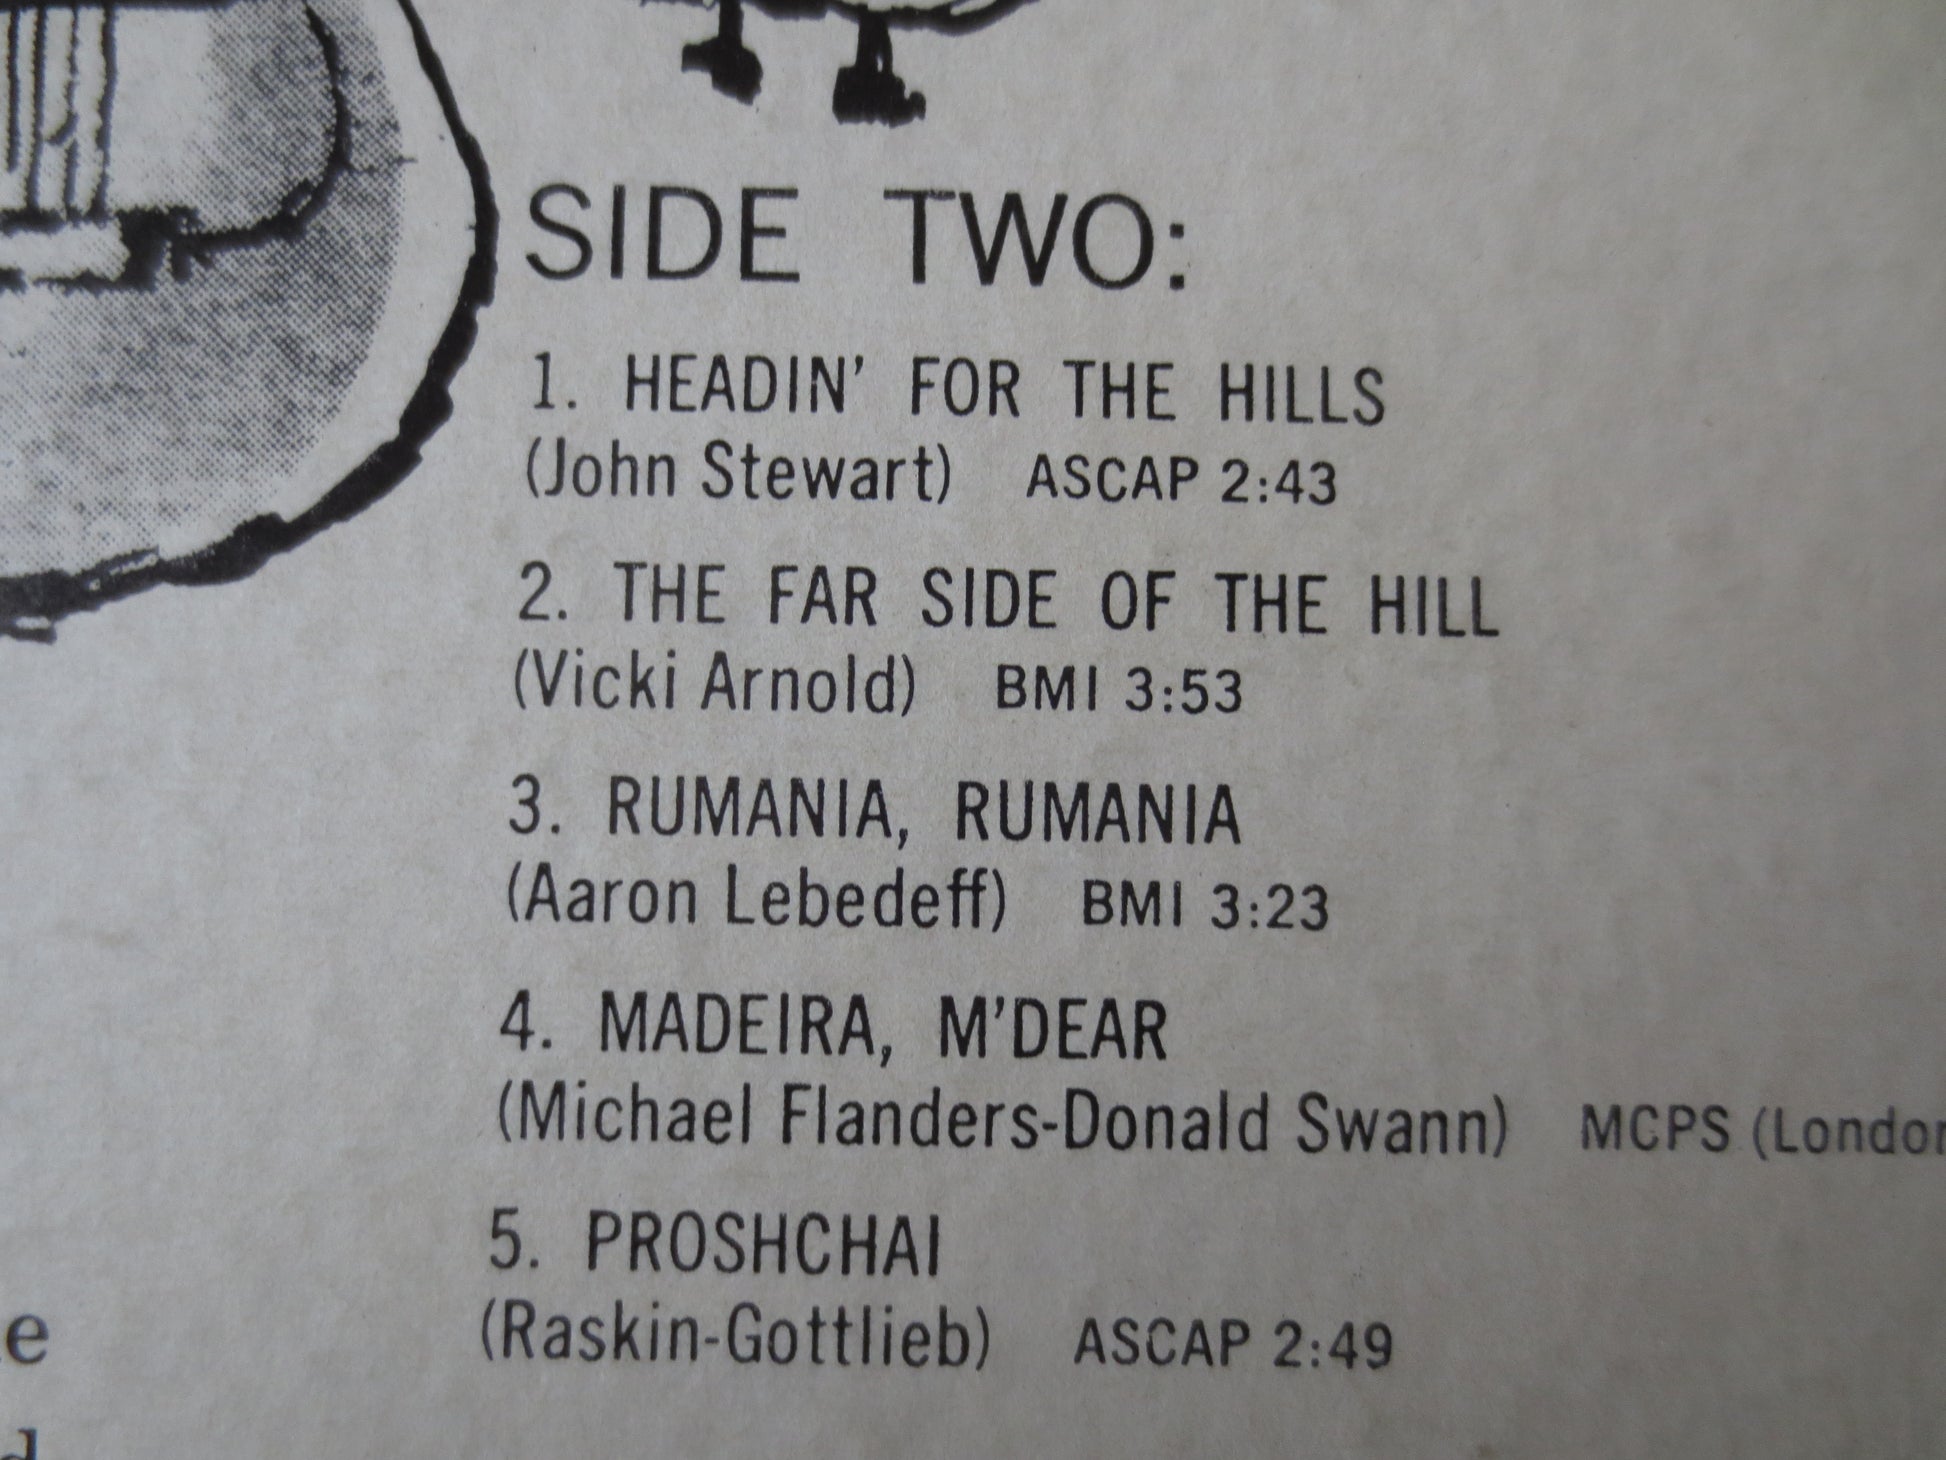 SIDE TWO:
1. HEADIN' FOR THE HILLS
(John Stewart) ASCAP 2:43
2. THE FAR SIDE OF THE HILL
(Vicki Arnold) BMI 3:53
3. RUMANIA, RUMANIA
(Aaron Lebedeff) BMI 3:23
4. MADEIRA, M'DEAR
(Michael Flanders-Donald Swann) MCPS (London
5. PROSHCHAI
(Raskin-Gottlieb) ASCAP 2:49